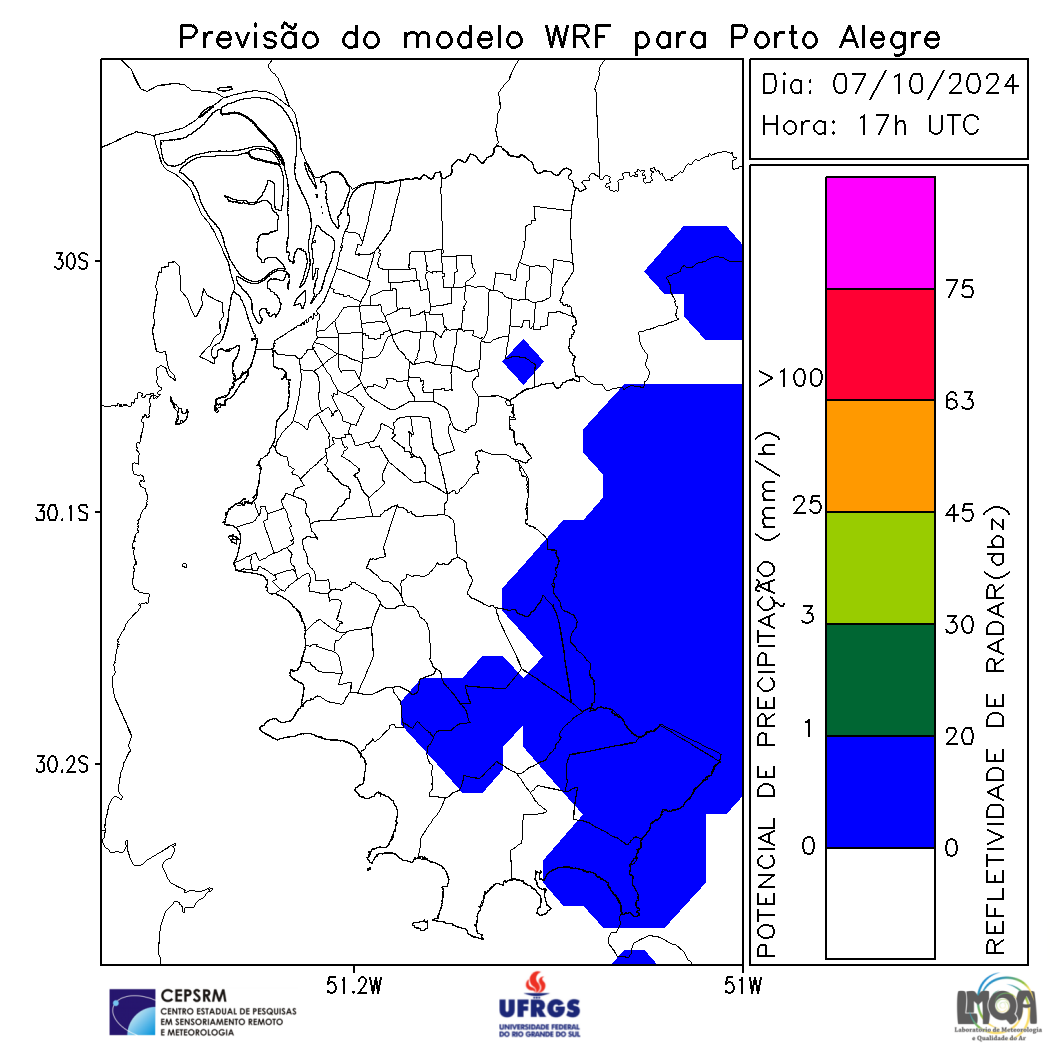 Previsão do modelo WRF para Porto Alegre
Dia: 07/10/2024
Hora: 17h UTC
30S
30.1S
30.2S
51.2W
51W
POTENCIAL DE PRECIPITAÇÃO (mm/h)
>100
25
3
1
0
75
63
45
30
20
0
REFLETIVIDADE DE RADAR(dbz)
CEPSRM
CENTRO ESTADUAL DE PESQUISAS
EM SENSORIAMENTO REMOTO
E METEOROLOGIA
UFRGS
UNIVERSIDADE FEDERAL
DO RIO GRANDE DO SUL
LMQA
Laboratório de Meteorologia
e Qualidade do Ar